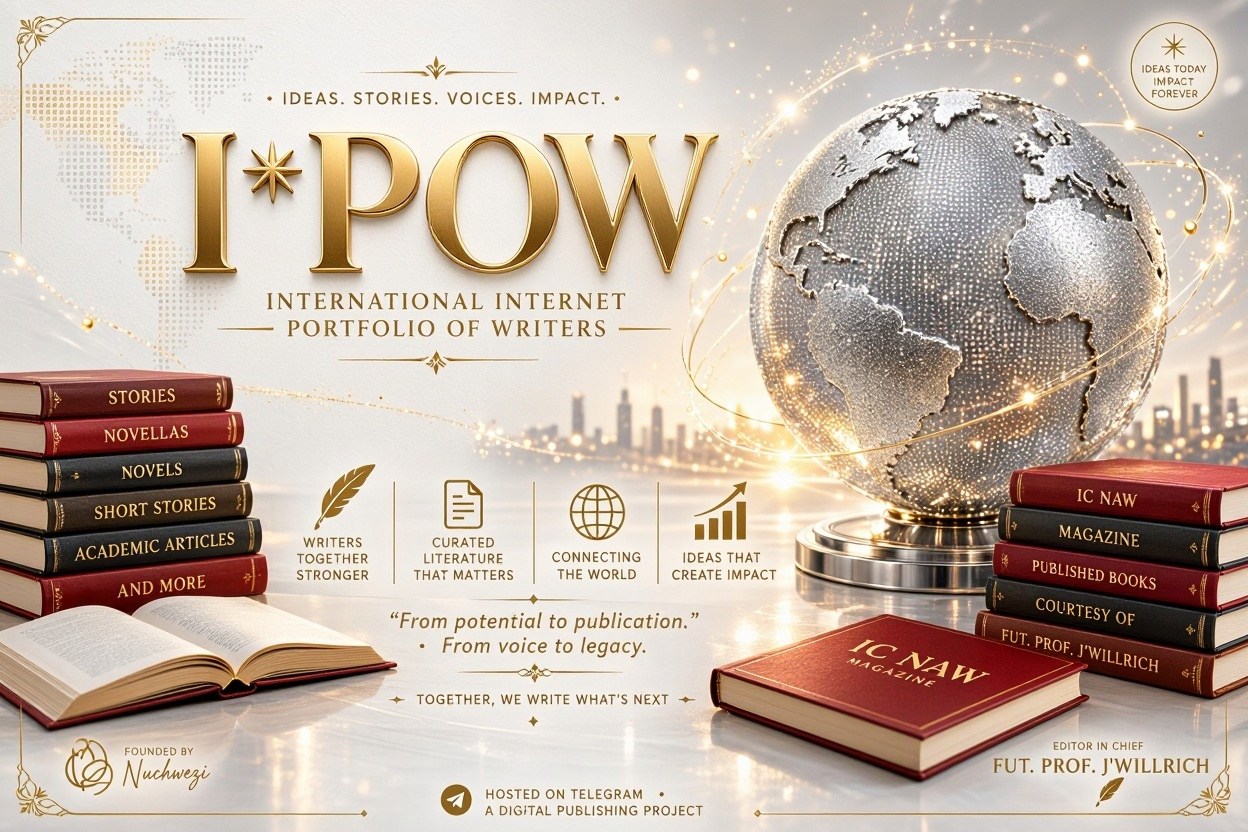 • IDEAS. STORIES. VOICES. IMPACT. •
I*POW
INTERNATIONAL INTERNET
PORTFOLIO OF WRITERS
IDEAS TODAY
IMPACT
FOREVER
STORIES
NOVELLAS
NOVELS
SHORT STORIES
ACADEMIC ARTICLES
AND MORE
WRITERS
TOGETHER
STRONGER
CURATED
LITERATURE
THAT MATTERS
CONNECTING
THE WORLD
IDEAS THAT
CREATE IMPACT
“From potential to publication.”
• From voice to legacy.
TOGETHER, WE WRITE WHAT’S NEXT
IC NAW
MAGAZINE
PUBLISHED BOOKS
COURTESY OF
FUT. PROF. J'WILLRICH
IC NAW
MAGAZINE
FOUNDED BY
Nuchwezi
HOSTED ON TELEGRAM •
A DIGITAL PUBLISHING PROJECT
EDITOR IN CHIEF
FUT. PROF. J'WILLRICH